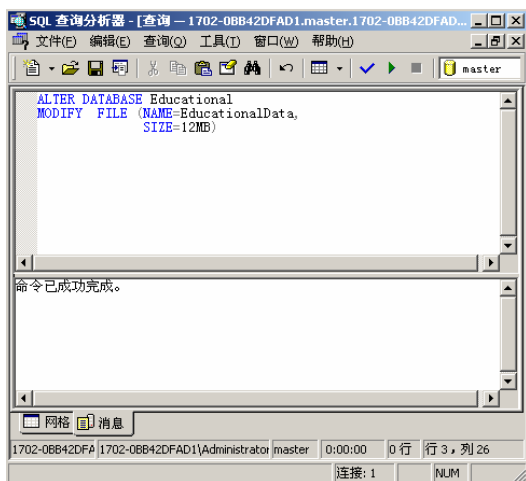 SQL 查询分析器 - [查询 — 1702-0BB42DFAD1.master.1702-0BB42DFAD...
文件(F) 编辑(E) 查询(Q) 工具(T) 窗口(W) 帮助(H)
master
ALTER DATABASE Educational
MODIFY FILE (NAME=EducationalData,
SIZE=12MB)
命令已成功完成。
网格 消息
1702-0BB42DFA 1702-0BB42DFAD1\Administrator master 0:00:00 0 行 行 3，列 26
连接: 1 NUM